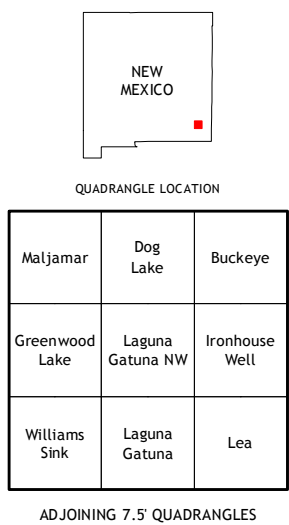 NEW
MEXICO
QUADRANGLE LOCATION
Maljamar
Dog
Lake
Buckeye
Greenwood
Lake
Laguna
Gatuna NW
Ironhouse
Well
Williams
Sink
Laguna
Gatuna
Lea
ADJOINING 7.5' QUADRANGLES